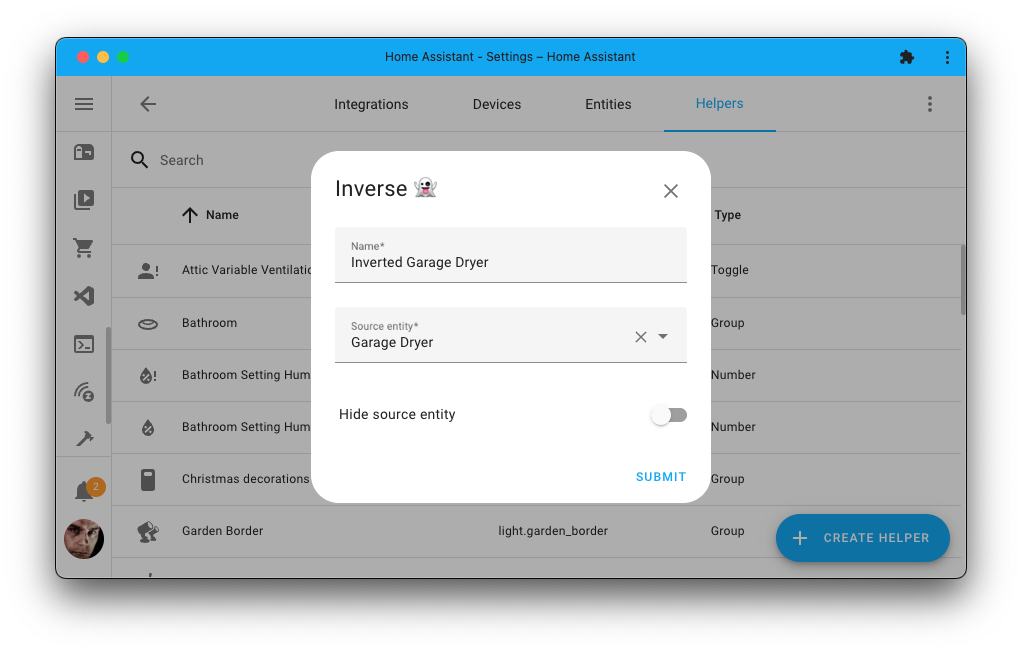 Home Assistant - Settings – Home Assistant
Integrations
Devices
Entities
Helpers
Search
Name
Type
Inverse 👻
Name*
Inverted Garage Dryer
Source entity*
Garage Dryer
Hide source entity
SUBMIT
Attic Variable Ventilatio
Toggle
Bathroom
Group
Bathroom Setting Hum
Number
Bathroom Setting Hum
Number
Christmas decorations
Group
2
Garden Border
light.garden_border
Group
CREATE HELPER